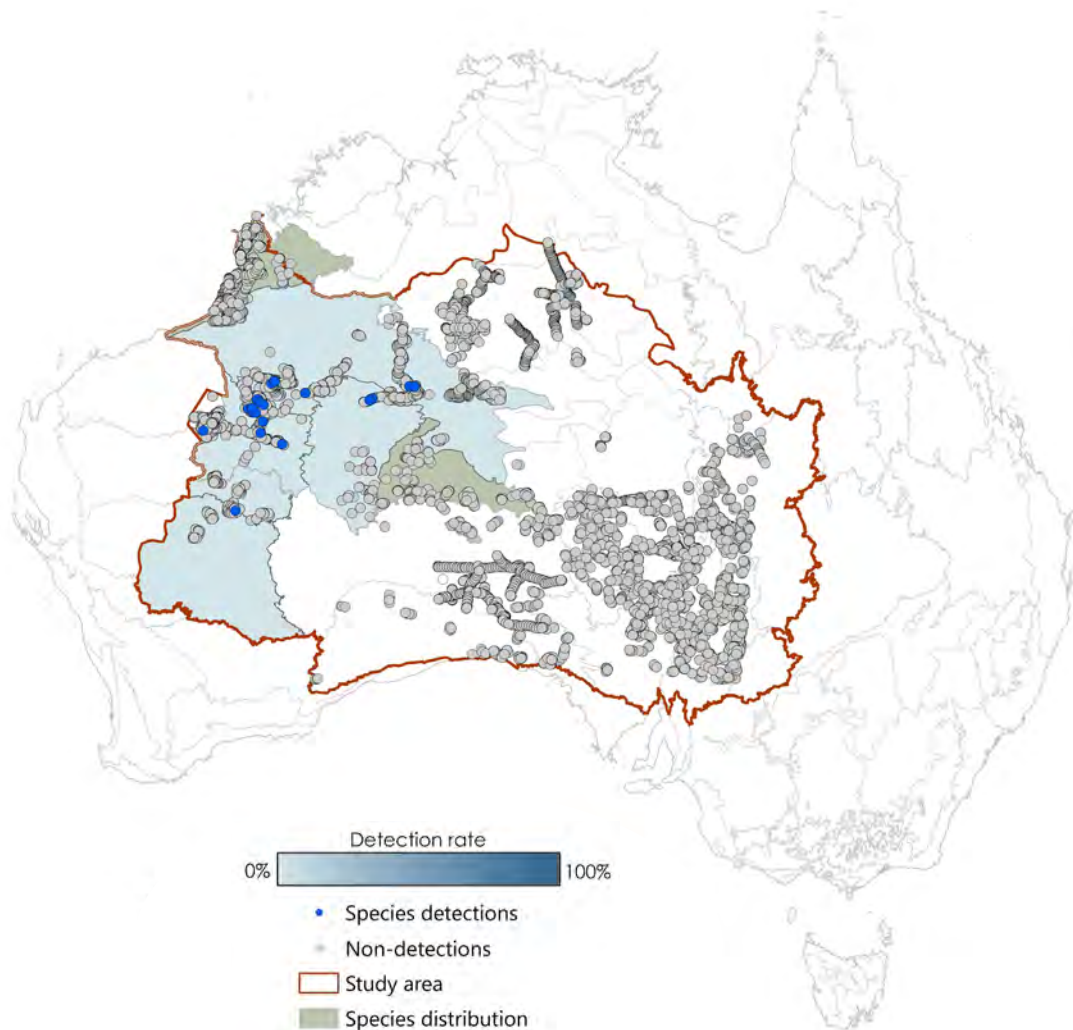 Detection rate
0% 100%
Species detections
Non-detections
Study area
Species distribution